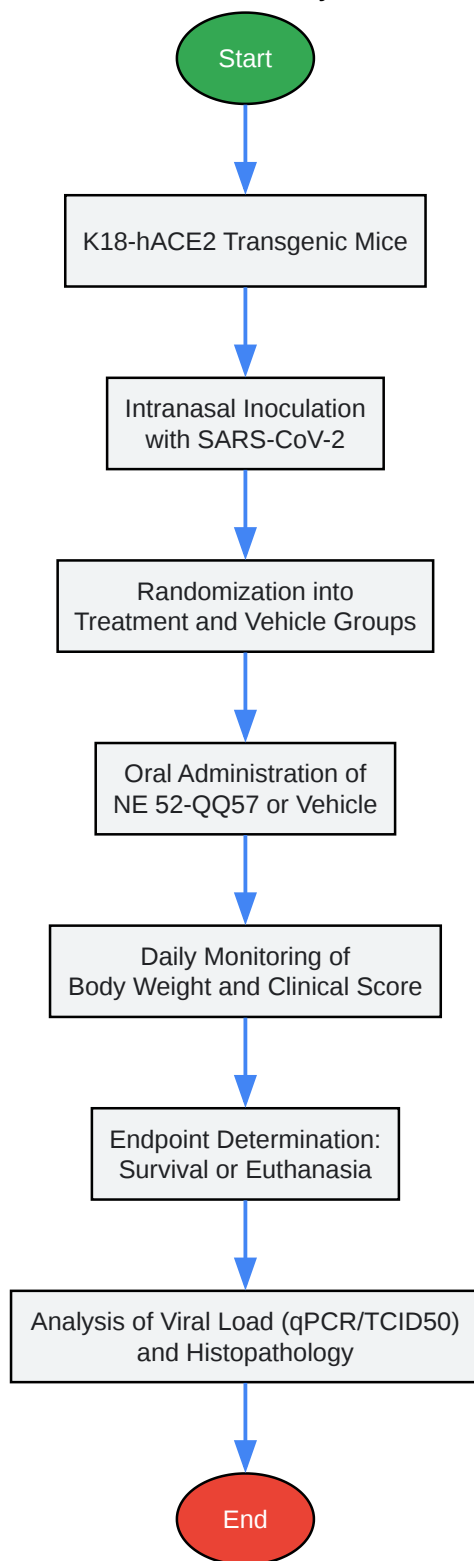 Start
K18-hACE2 Transgenic Mice
Intranasal Inoculation
with SARS-CoV-2
Randomization into
Treatment and Vehicle Groups
Oral Administration of
NE 52-QQ57 or Vehicle
Daily Monitoring of
Body Weight and Clinical Score
Endpoint Determination:
Survival or Euthanasia
Analysis of Viral Load (qPCR/TCID50)
and Histopathology
End